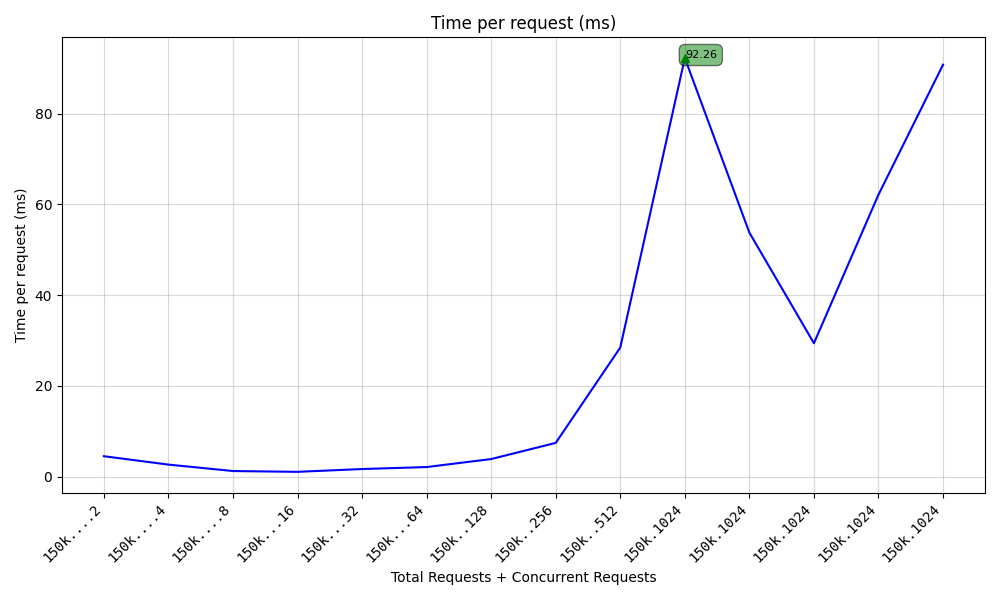 Time per request (ms)
92.26
Time per request (ms)
80
60
40
20
0
150k....2
150k....4
150k....8
150k...16
150k...32
150k...64
150k..128
150k..256
150k..512
150k.1024
150k.1024
150k.1024
150k.1024
150k.1024
Total Requests + Concurrent Requests